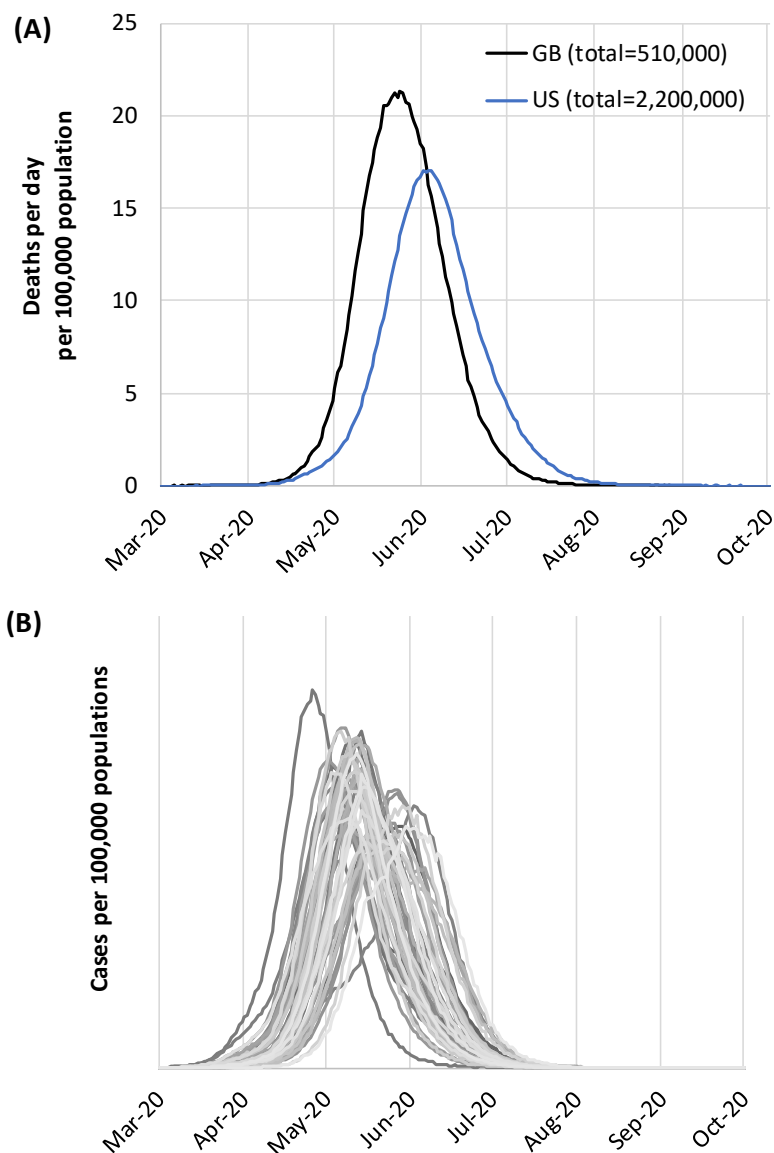 (A)
Deaths per day
per 100,000 population
25
20
15
10
5
0
GB (total=510,000)
US (total=2,200,000)
Mar-20
Apr-20
May-20
Jun-20
Jul-20
Aug-20
Sep-20
Oct-20
(B)
Cases per 100,000 populations
Mar-20
Apr-20
May-20
Jun-20
Jul-20
Aug-20
Sep-20
Oct-20